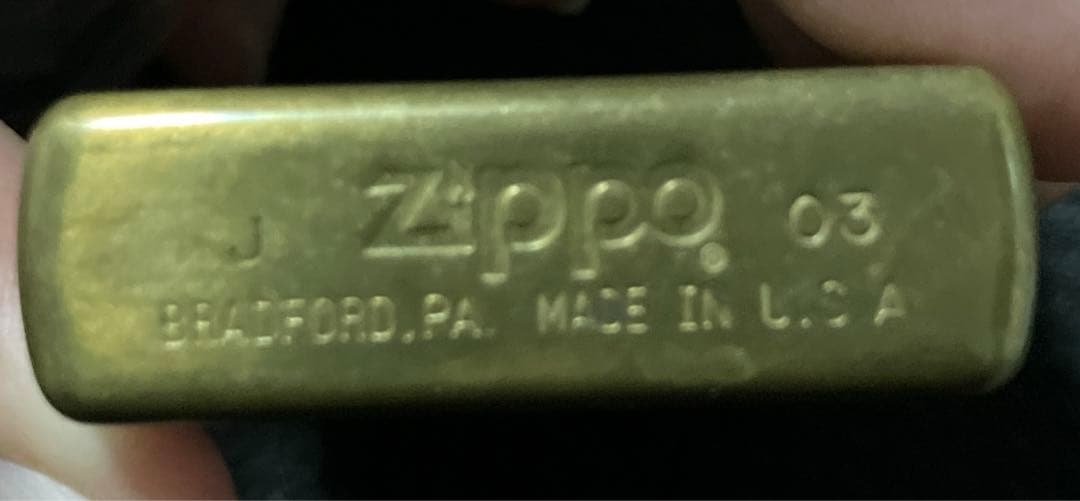 J Zippo® 03
BRADFORD,PA. MADE IN U.S.A